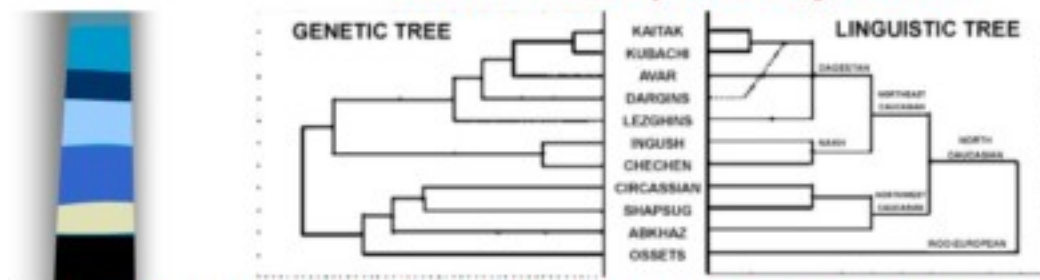 GENETIC TREE
LINGUISTIC TREE
KAITAK
KUBACHI
AVAR
DARGINS
LEZGHINS
INGUSH
CHECHEN
CIRCASSIAN
SHAPSUG
ABKHAZ
OSSETS
DAGESTAN
NORTHEAST
CAUCASIAN
NAKH
NORTH
CAUCASIAN
NORTHWEST
CAUCASIAN
INDO-EUROPEAN